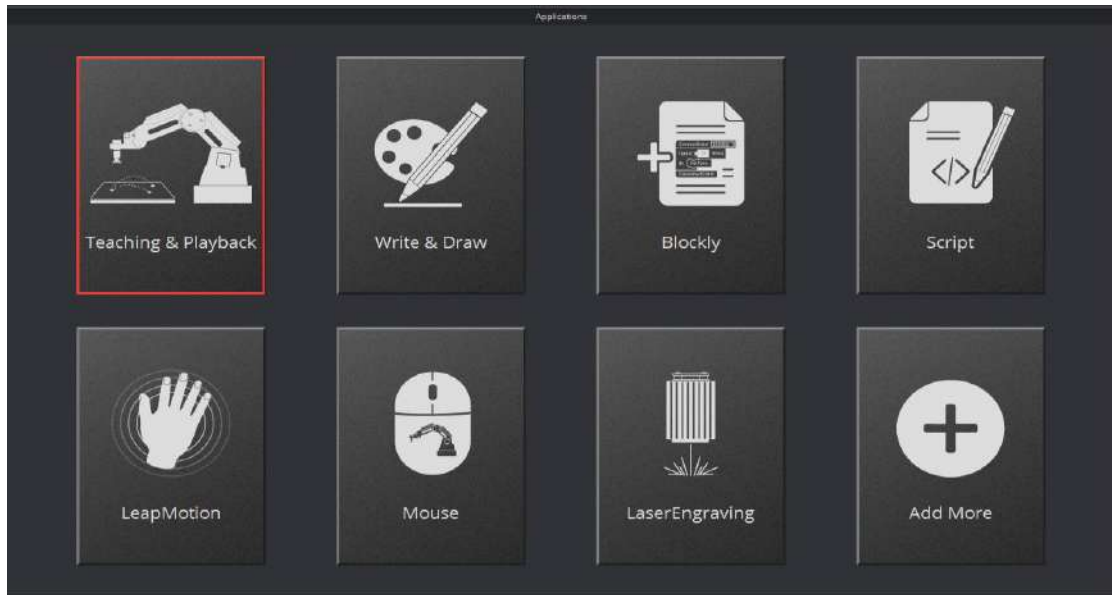 Applications
Teaching & Playback
Write & Draw
Blockly
Script
</>
LeapMotion
Mouse
LaserEngraving
Add More